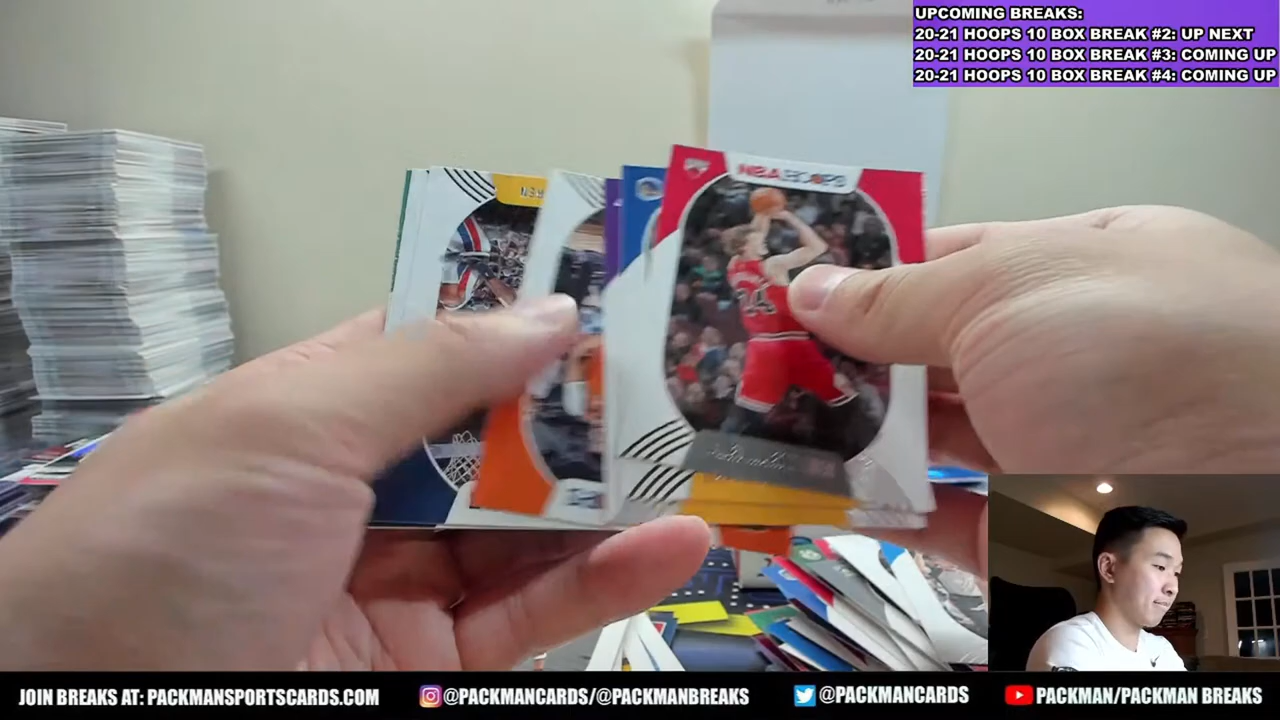 UPCOMING BREAKS:
20-21 HOOPS 10 BOX BREAK #2: UP NEXT
20-21 HOOPS 10 BOX BREAK #3: COMING UP
20-21 HOOPS 10 BOX BREAK #4: COMING UP
NBA HOOPS
JOIN BREAKS AT: PACKMANSPORTSCARDS.COM
@PACKMANCARDS/@PACKMANBREAKS
@PACKMANCARDS
PACKMAN/PACKMAN BREAKS